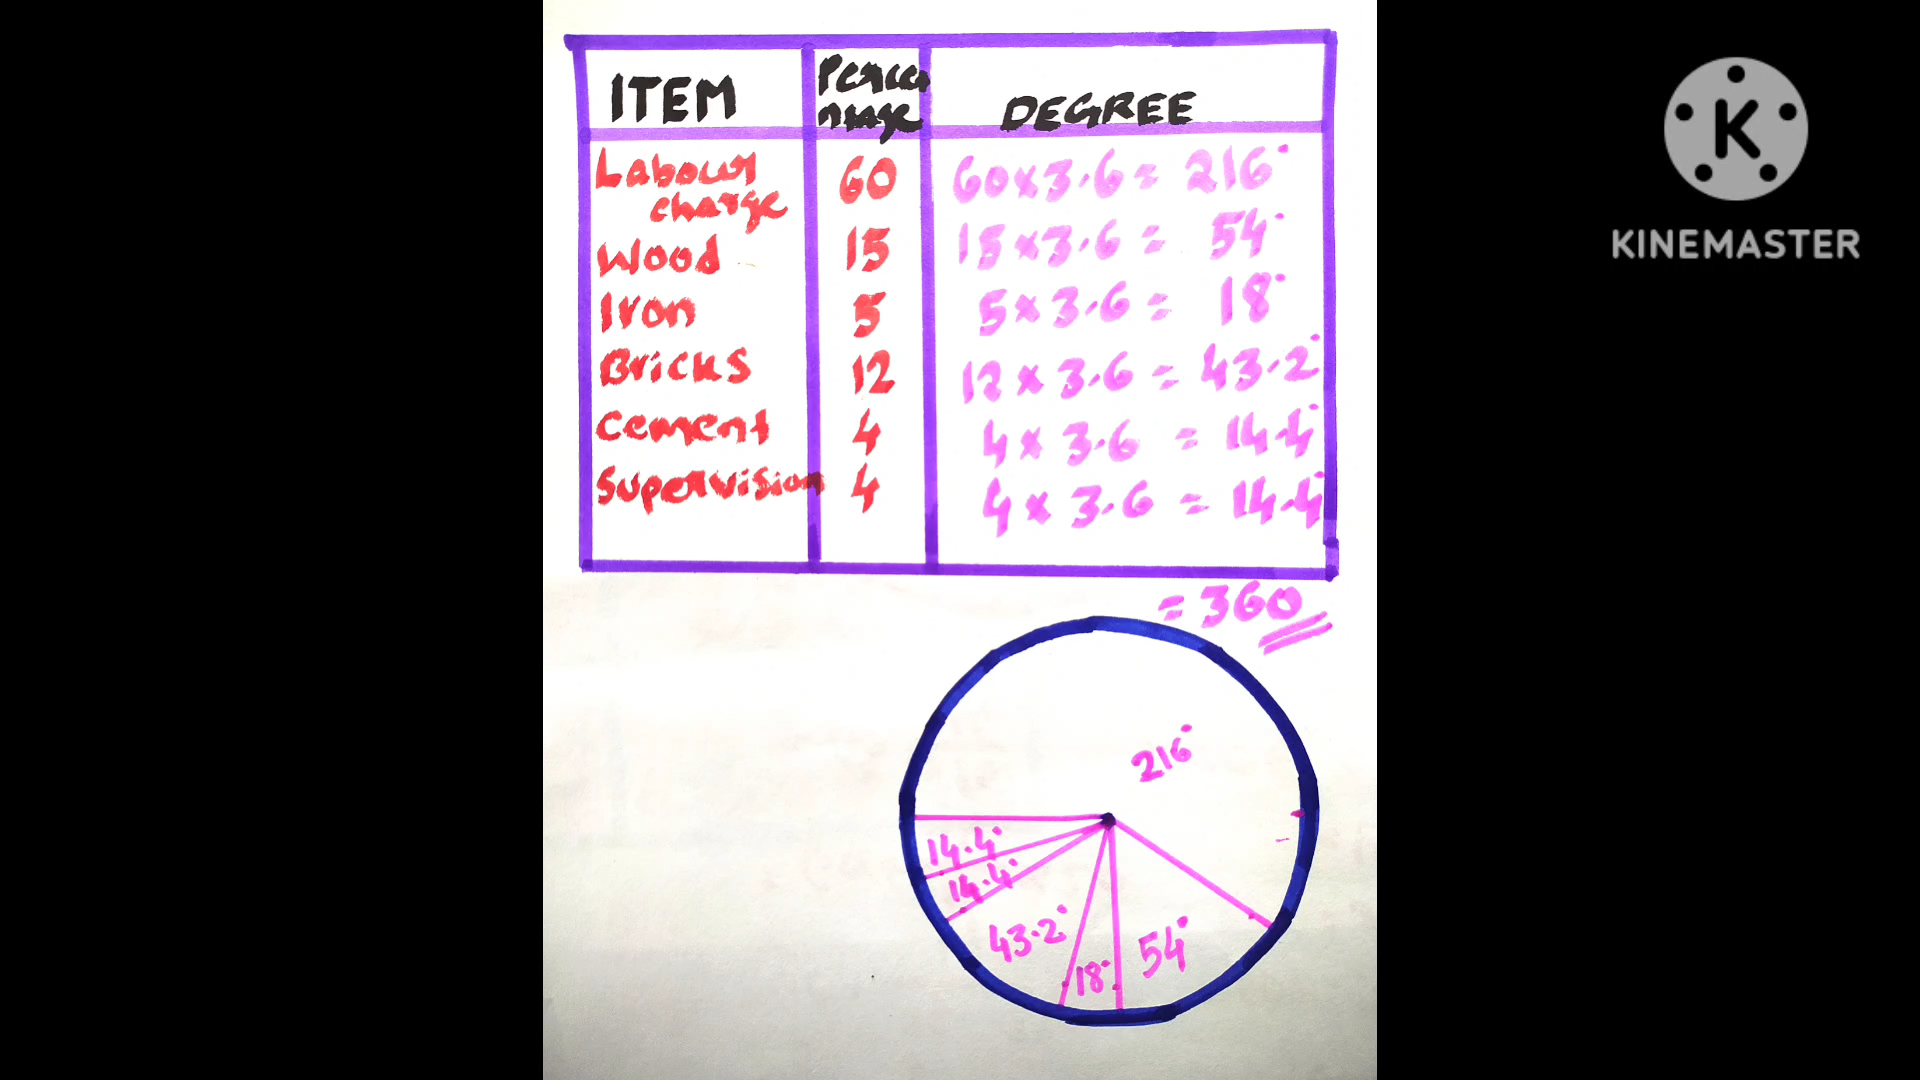 ITEM
Percen
ntage
DEGREE
Labour
charge
60
60×3.6= 216°
Wood
15
15×3.6= 54°
Iron
5
5×3.6= 18°
Bricks
12
12×3.6= 43.2°
Cement
4
4×3.6 = 14.4°
Supervision
4
4×3.6 = 14.4°
= 360
216°
14.4°
14.4°
43.2°
18°
54°
K
KINEMASTER